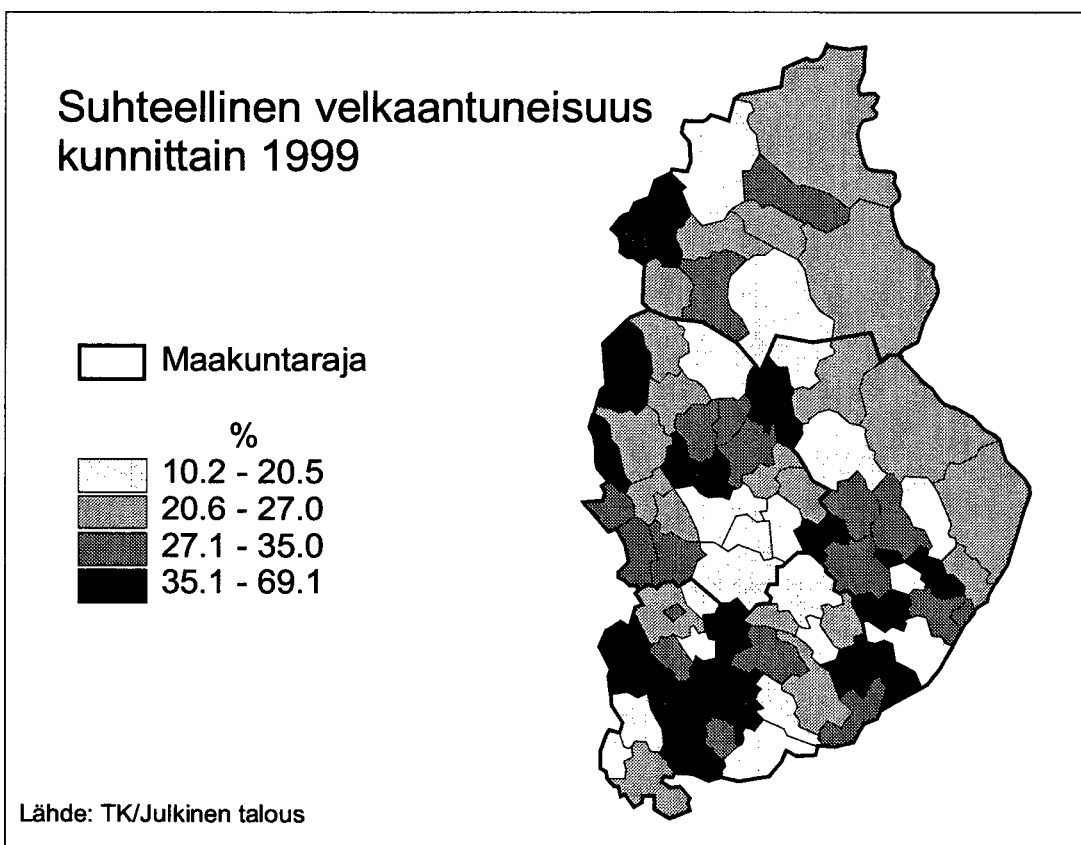 Suhteellinen velkaantuneisuus
kunnittain 1999
Maakuntaraja
%
10.2 - 20.5
20.6 - 27.0
27.1 - 35.0
35.1 - 69.1
Lähde: TK/Julkinen talous